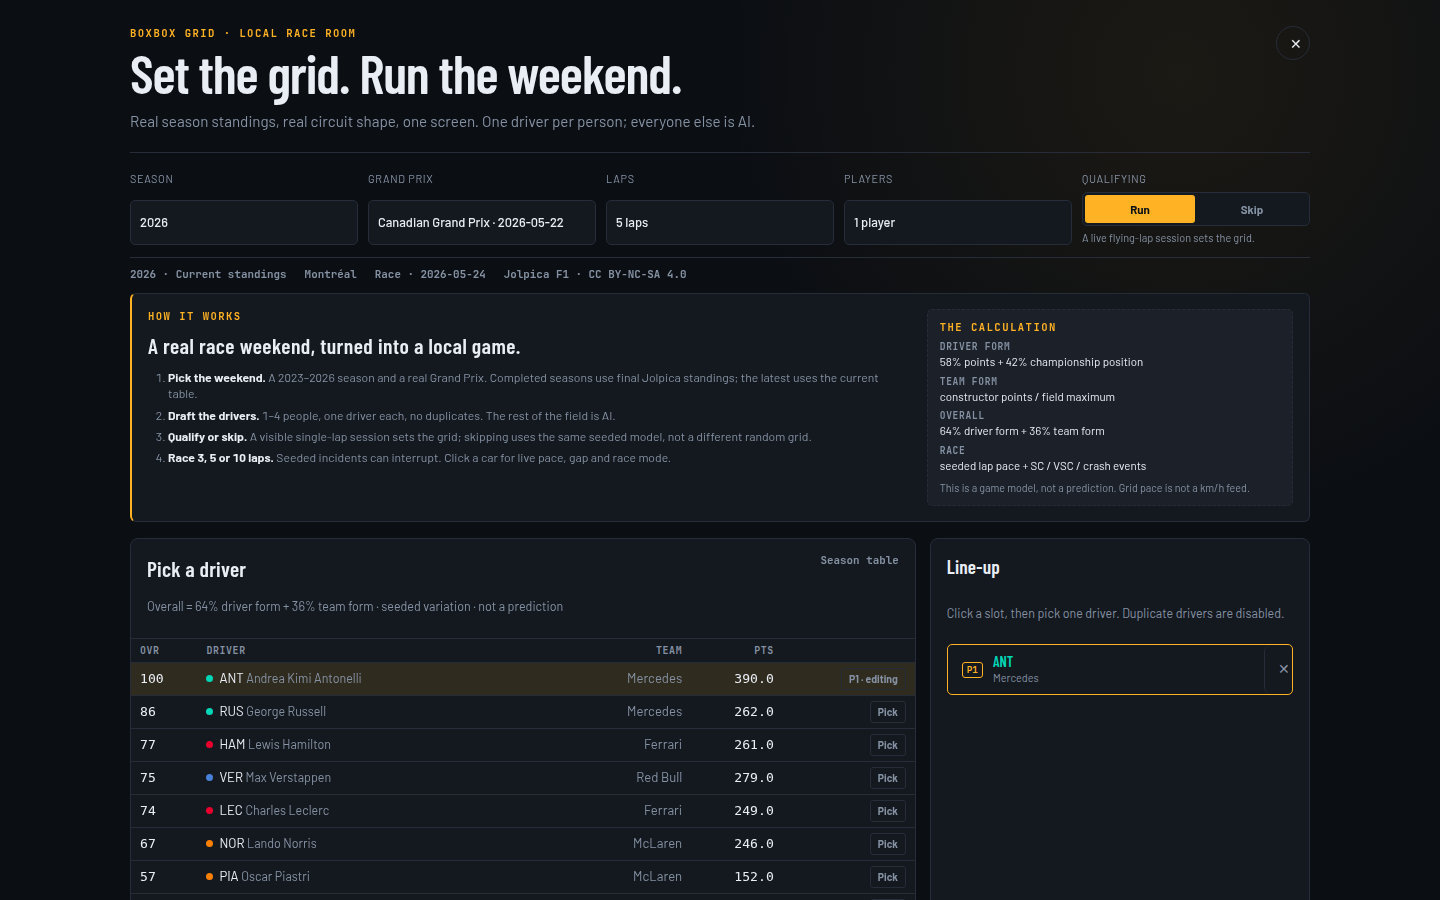 BOXBOX GRID · LOCAL RACE ROOM
Set the grid. Run the weekend.
Real season standings, real circuit shape, one screen. One driver per person; everyone else is AI.
✕
SEASON GRAND PRIX LAPS PLAYERS QUALIFYING
2026 Canadian Grand Prix · 2026-05-22 5 laps 1 player Run Skip
A live flying-lap session sets the grid.
2026 · Current standings Montréal Race · 2026-05-24 Jolpica F1 · CC BY-NC-SA 4.0
HOW IT WORKS
A real race weekend, turned into a local game.
1. Pick the weekend. A 2023–2026 season and a real Grand Prix. Completed seasons use final Jolpica standings; the latest uses the current
table.
2. Draft the drivers. 1–4 people, one driver each, no duplicates. The rest of the field is AI.
3. Qualify or skip. A visible single-lap session sets the grid; skipping uses the same seeded model, not a different random grid.
4. Race 3, 5 or 10 laps. Seeded incidents can interrupt. Click a car for live pace, gap and race mode.
THE CALCULATION
DRIVER FORM
58% points + 42% championship position
TEAM FORM
constructor points / field maximum
OVERALL
64% driver form + 36% team form
RACE
seeded lap pace + SC / VSC / crash events
This is a game model, not a prediction. Grid pace is not a km/h feed.
Pick a driver
Season table
Overall = 64% driver form + 36% team form · seeded variation · not a prediction
OVR DRIVER TEAM PTS
100 ANT Andrea Kimi Antonelli Mercedes 390.0 P1 · editing
86 RUS George Russell Mercedes 262.0 Pick
77 HAM Lewis Hamilton Ferrari 261.0 Pick
75 VER Max Verstappen Red Bull 279.0 Pick
74 LEC Charles Leclerc Ferrari 249.0 Pick
67 NOR Lando Norris McLaren 246.0 Pick
57 PIA Oscar Piastri McLaren 152.0 Pick
Line-up
Click a slot, then pick one driver. Duplicate drivers are disabled.
P1 ANT
Mercedes
✕